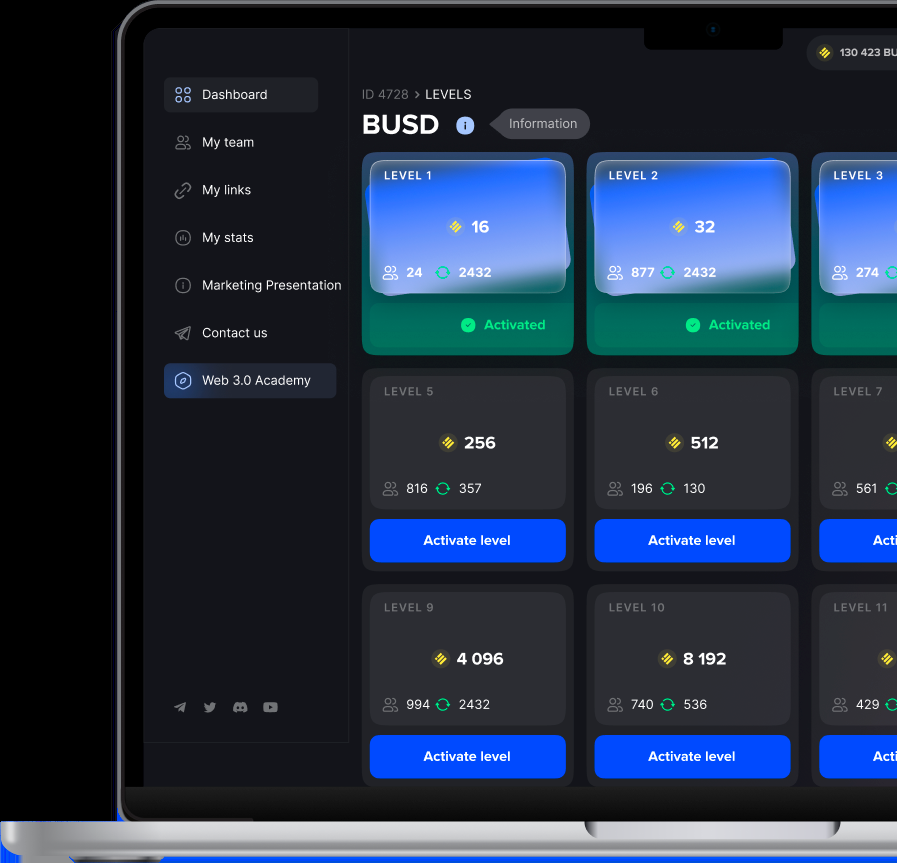 130 423 BU
Dashboard
My team
My links
My stats
Marketing Presentation
Contact us
Web 3.0 Academy
ID 4728 > LEVELS
BUSD
Information
LEVEL 1
16
24 2432
Activated
LEVEL 2
32
877 2432
Activated
LEVEL 3
274
LEVEL 5
256
816 357
Activate level
LEVEL 6
512
196 130
Activate level
LEVEL 7
561
Acti
LEVEL 9
4 096
994 2432
Activate level
LEVEL 10
8 192
740 536
Activate level
LEVEL 11
429
Acti